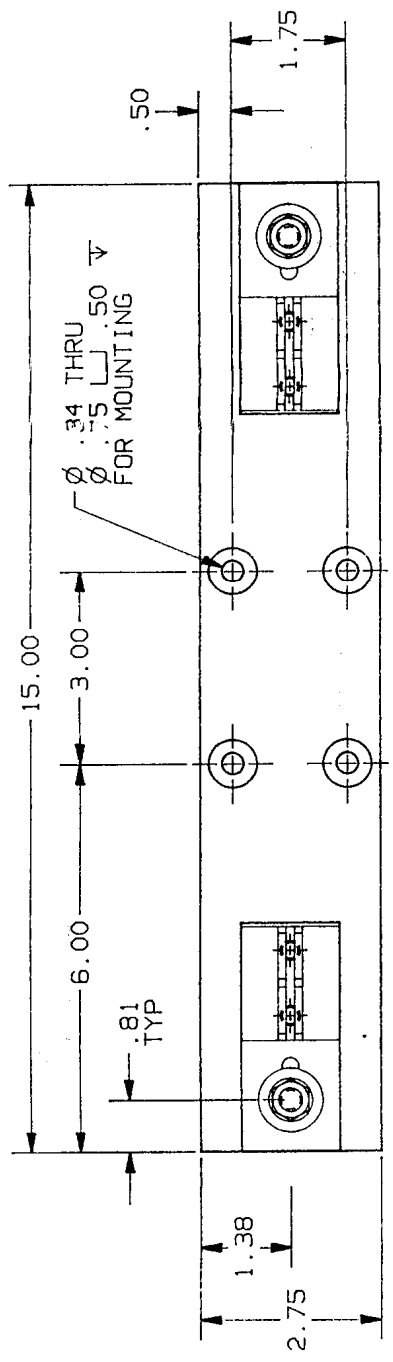 1.75
.50
Ø .34 THRU
Ø .75 ⌴ .50 ↧
FOR MOUNTING
15.00
3.00
6.00
.81
TYP
1.38
2.75